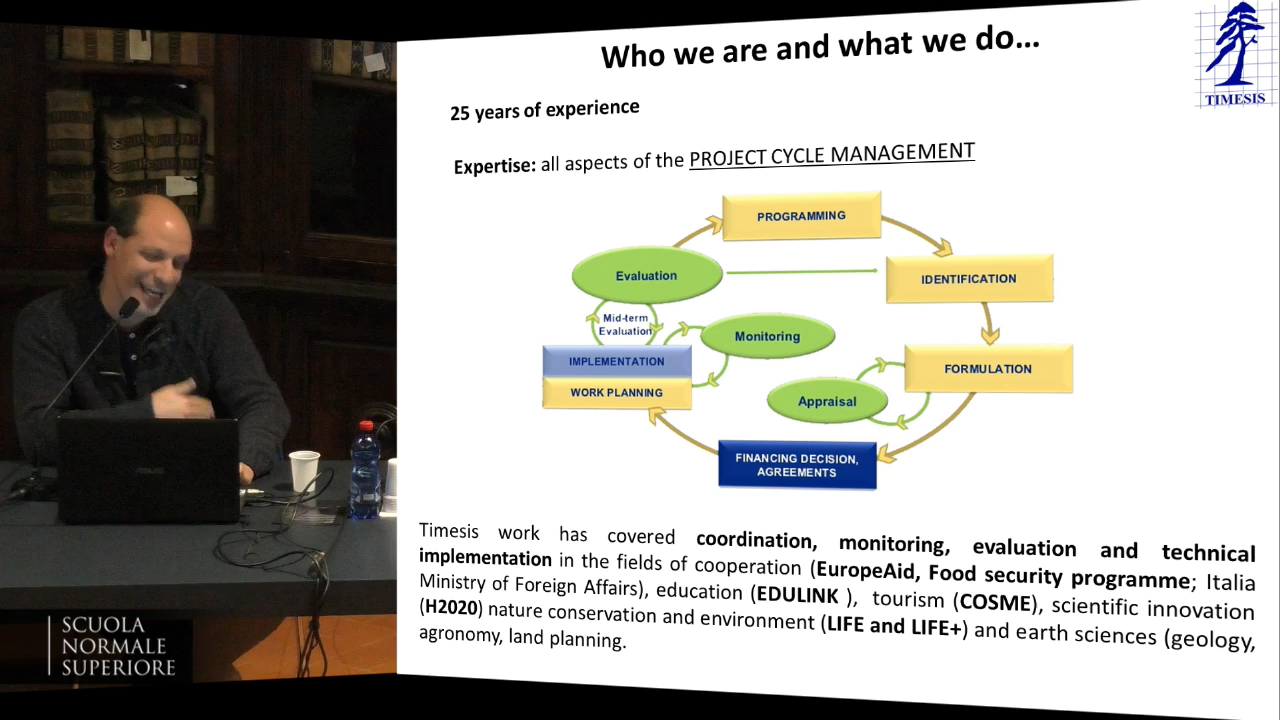 Who we are and what we do...
TIMESIS
25 years of experience
Expertise: all aspects of the PROJECT CYCLE MANAGEMENT
PROGRAMMING
Evaluation
IDENTIFICATION
Mid-term
Evaluation
Monitoring
IMPLEMENTATION
FORMULATION
WORK PLANNING
Appraisal
FINANCING DECISION,
AGREEMENTS
Timesis work has covered coordination, monitoring, evaluation and technical
implementation in the fields of cooperation (EuropeAid, Food security programme; Italia
Ministry of Foreign Affairs), education (EDULINK ), tourism (COSME), scientific innovation
(H2020) nature conservation and environment (LIFE and LIFE+) and earth sciences (geology,
agronomy, land planning.
ASUS
SCUOLA
NORMALE
SUPERIORE